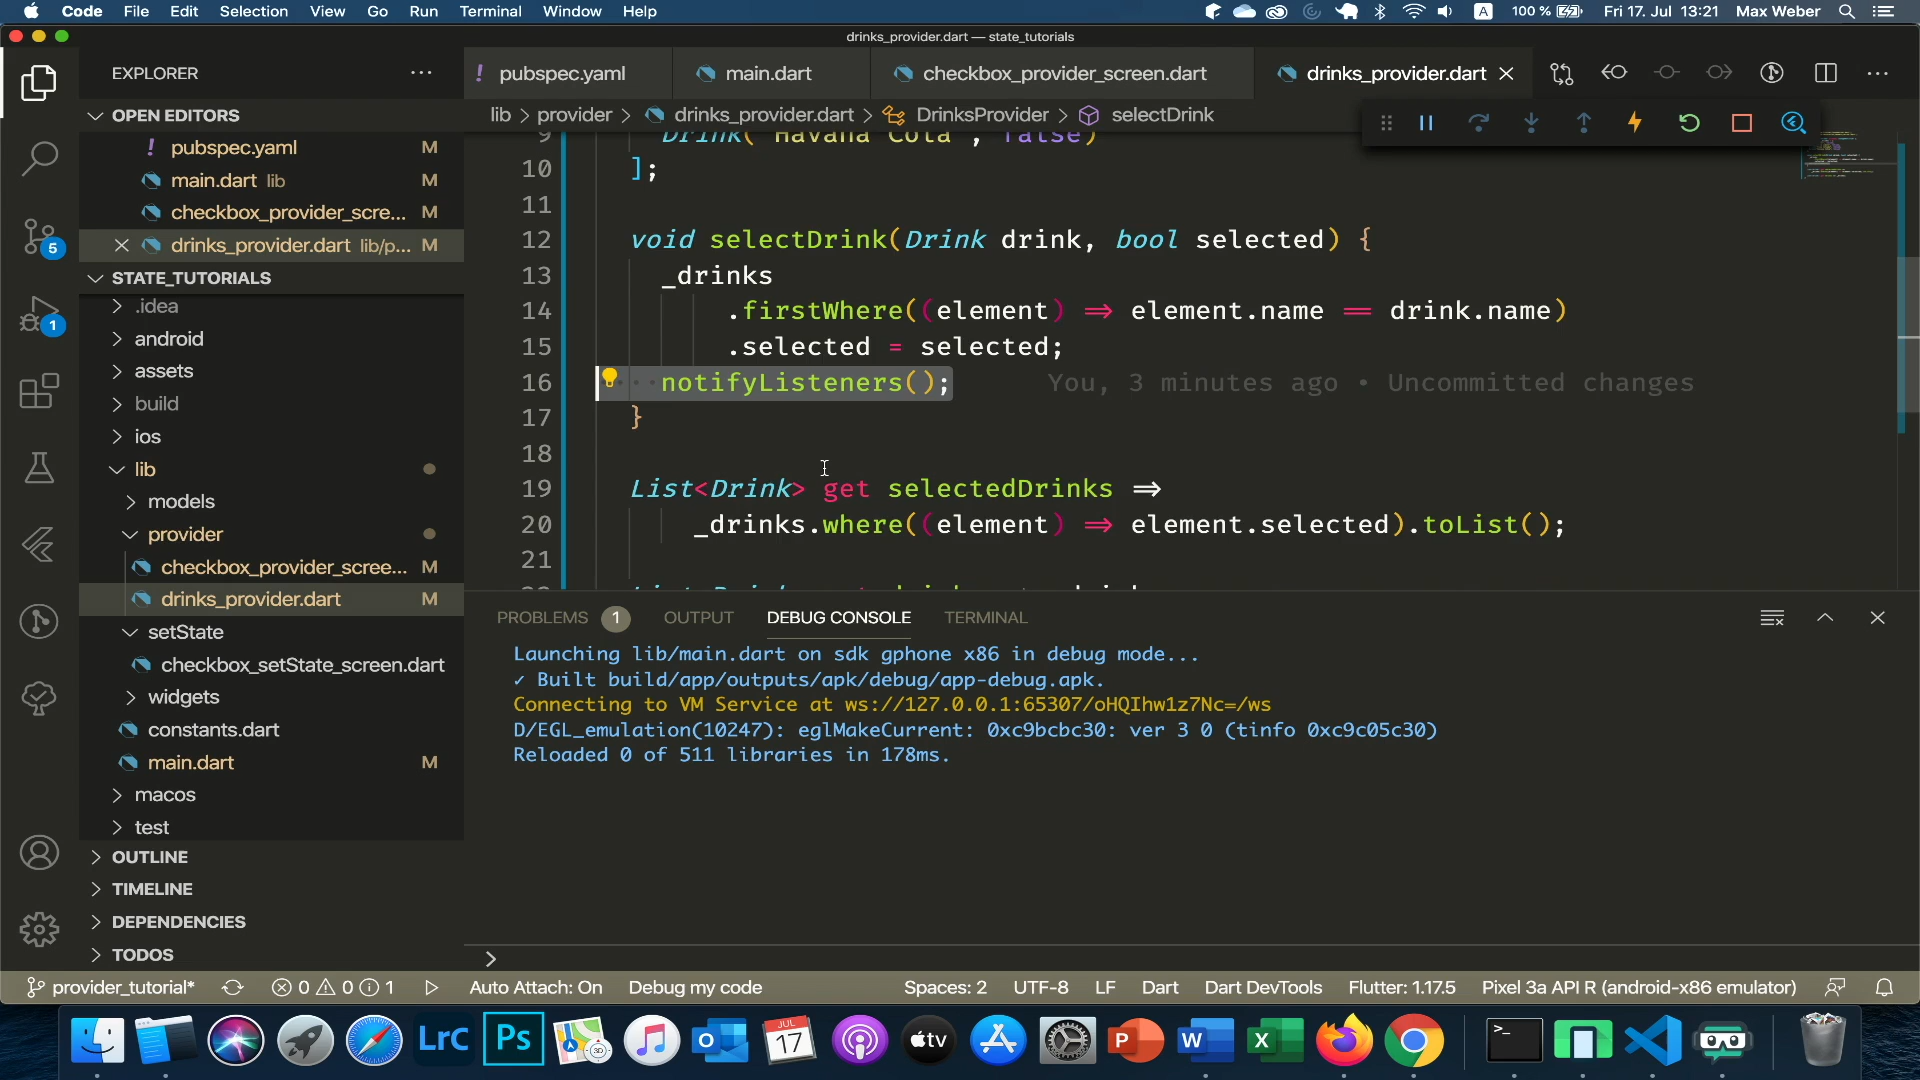 Code File Edit Selection View Go Run Terminal Window Help
A 100 % Fri 17. Jul 13:21 Max Weber
drinks_provider.dart — state_tutorials
EXPLORER
! pubspec.yaml
main.dart
checkbox_provider_screen.dart
drinks_provider.dart
lib > provider > drinks_provider.dart > DrinksProvider > selectDrink
OPEN EDITORS
! pubspec.yaml M
main.dart lib M
checkbox_provider_scre... M
drinks_provider.dart lib/p... M
STATE_TUTORIALS
.idea
android
assets
build
ios
lib
models
provider
checkbox_provider_scree... M
drinks_provider.dart M
setState
checkbox_setState_screen.dart
widgets
constants.dart
main.dart M
macos
test
OUTLINE
TIMELINE
DEPENDENCIES
TODOS
5
1
9 Drink("Havana Cola", false)
10 ];
11
12 void selectDrink(Drink drink, bool selected) {
13 _drinks
14 .firstWhere((element) => element.name == drink.name)
15 .selected = selected;
16 notifyListeners(); You, 3 minutes ago • Uncommitted changes
17 }
18
19 List<Drink> get selectedDrinks =>
20 _drinks.where((element) => element.selected).toList();
21
PROBLEMS 1 OUTPUT DEBUG CONSOLE TERMINAL
Launching lib/main.dart on sdk gphone x86 in debug mode...
✓ Built build/app/outputs/apk/debug/app-debug.apk.
Connecting to VM Service at ws://127.0.0.1:65307/oHQIhw1z7Nc=/ws
D/EGL_emulation(10247): eglMakeCurrent: 0xc9bcbc30: ver 3 0 (tinfo 0xc9c05c30)
Reloaded 0 of 511 libraries in 178ms.
>
provider_tutorial* 0 0 1 Auto Attach: On Debug my code Spaces: 2 UTF-8 LF Dart Dart DevTools Flutter: 1.17.5 Pixel 3a API R (android-x86 emulator)
LrC Ps 3D O JUL 17 tv P W X >_